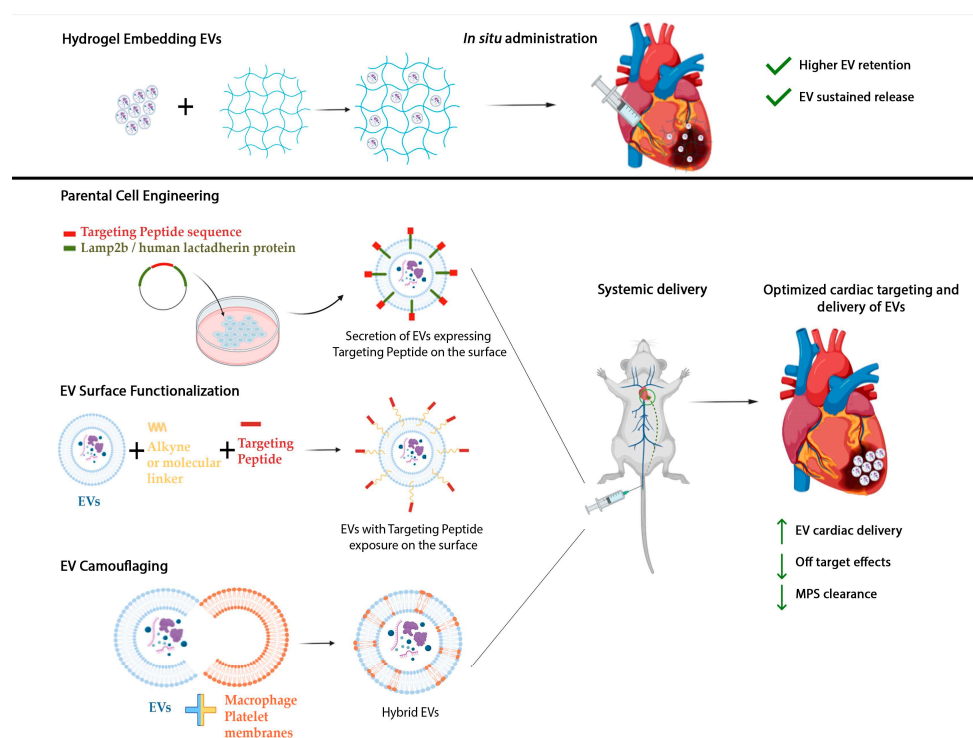 Hydrogel Embedding EVs
In situ administration
Higher EV retention
EV sustained release
Parental Cell Engineering
Targeting Peptide sequence
Lamp2b / human lactadherin protein
Secretion of EVs expressing
Targeting Peptide on the surface
Systemic delivery
Optimized cardiac targeting and
delivery of EVs
EV Surface Functionalization
Alkyne
or molecular
linker
Targeting
Peptide
EVs
EVs with Targeting Peptide
exposure on the surface
EV cardiac delivery
Off target effects
MPS clearance
EV Camouflaging
EVs
Macrophage
Platelet
membranes
Hybrid EVs